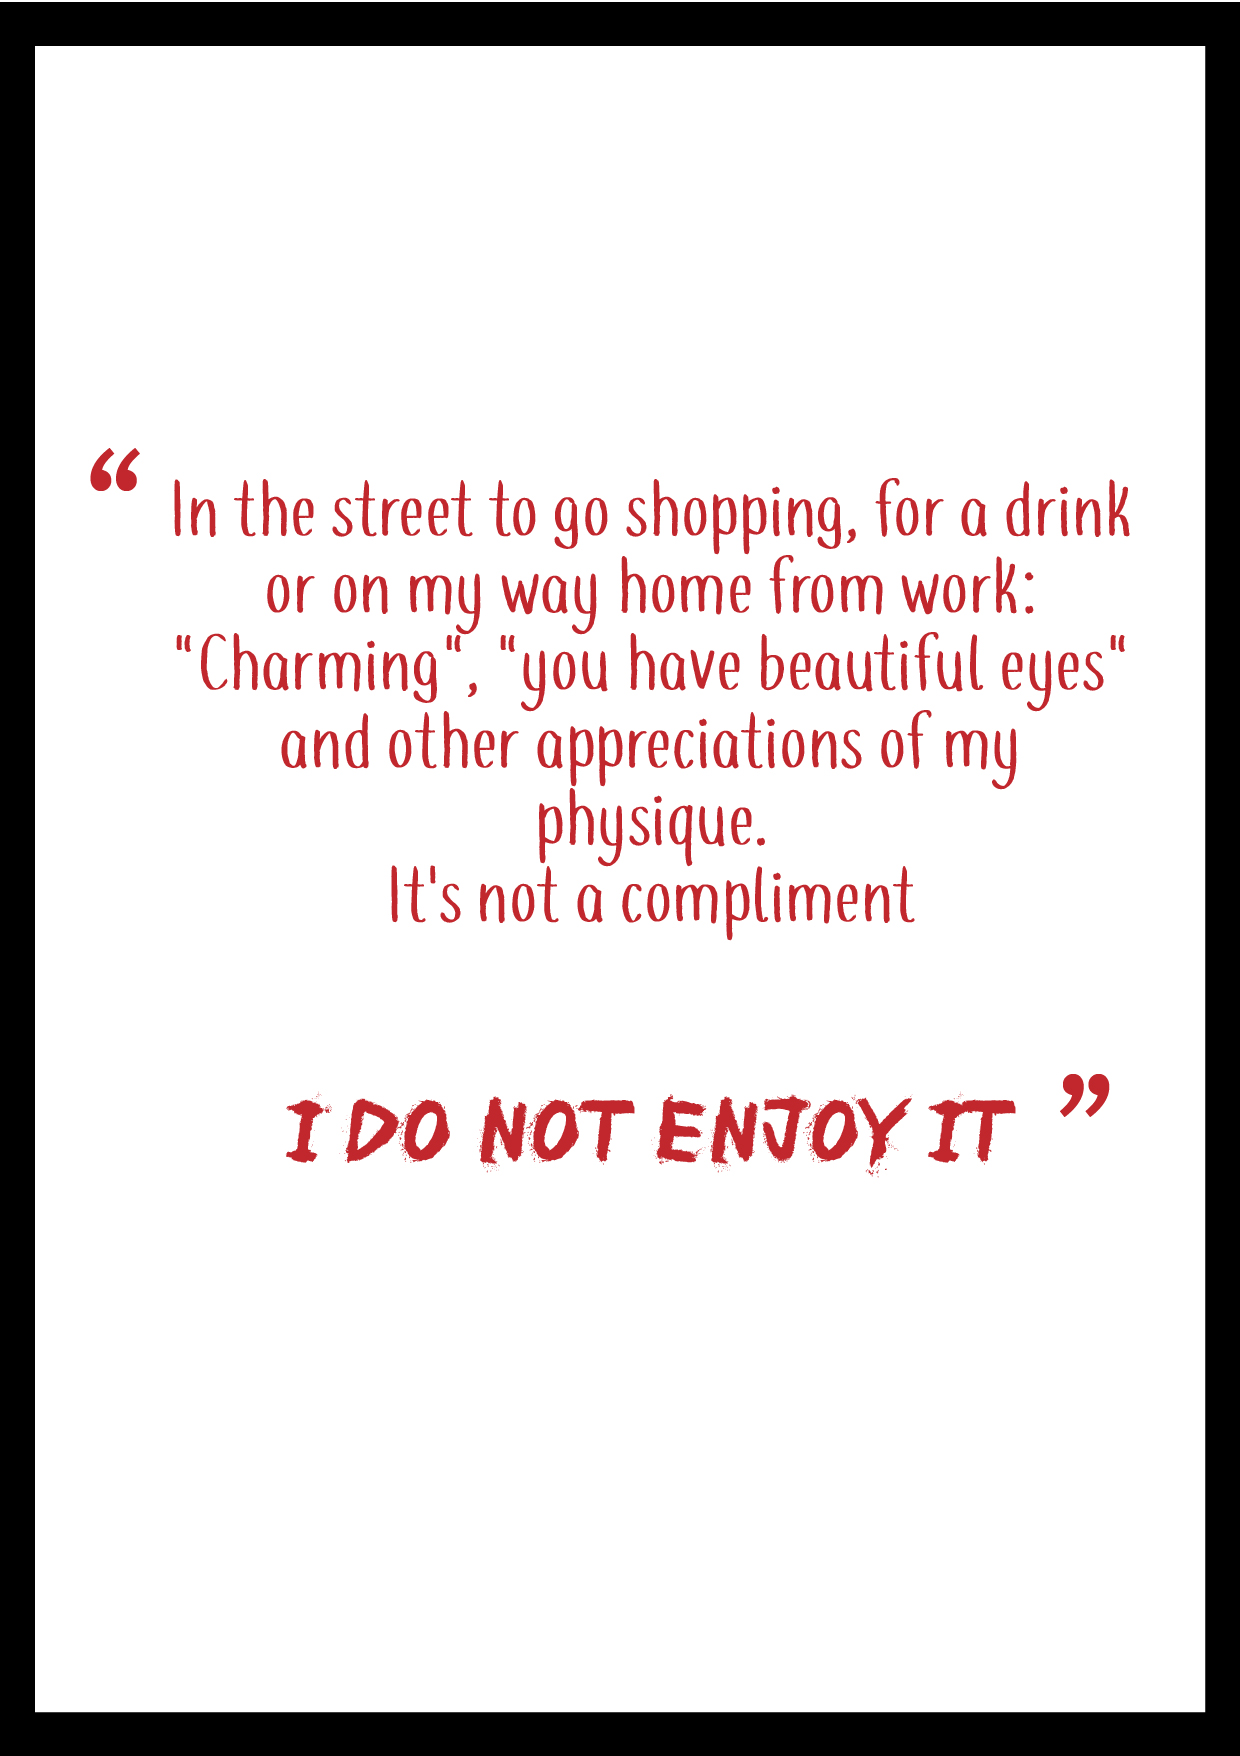 “ In the street to go shopping, for a drink
or on my way home from work:
“Charming“, “you have beautiful eyes“
and other appreciations of my
physique.
It's not a compliment
I DO NOT ENJOY IT ”